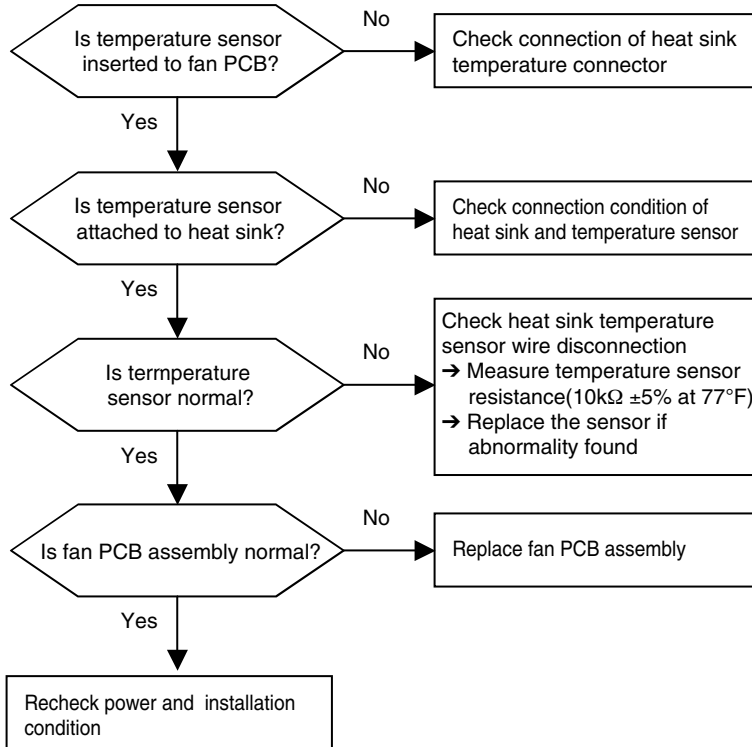 Is temperature sensor
inserted to fan PCB?
No
Check connection of heat sink
temperature connector
Yes
Is temperature sensor
attached to heat sink?
No
Check connection condition of
heat sink and temperature sensor
Yes
Is termperature
sensor normal?
No
Check heat sink temperature
sensor wire disconnection
➔ Measure temperature sensor
resistance(10kΩ ±5% at 77°F)
➔ Replace the sensor if
abnormality found
Yes
Is fan PCB assembly normal?
No
Replace fan PCB assembly
Yes
Recheck power and installation
condition